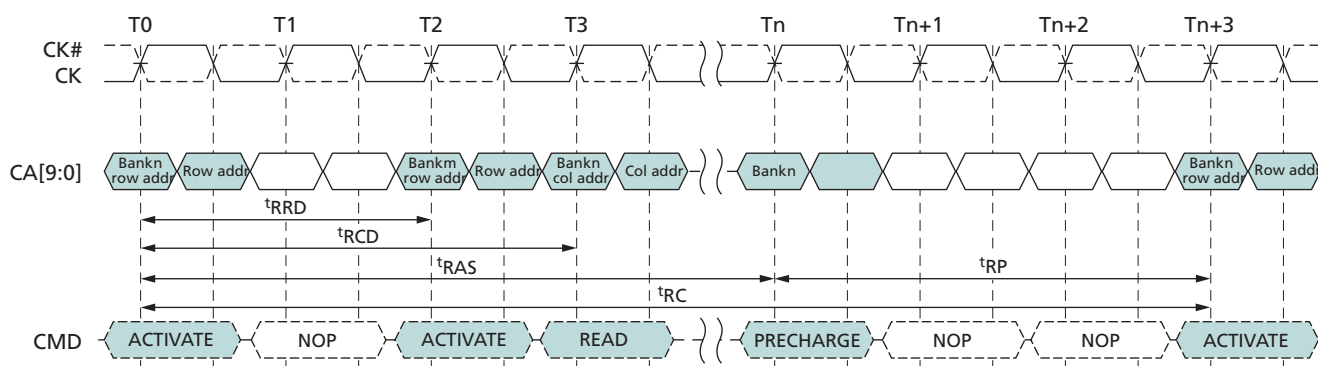 T0 T1 T2 T3 Tn Tn+1 Tn+2 Tn+3
CK#
CK
CA[9:0]
Bankn row addr
Row addr
Bankm row addr
Row addr
Bankn col addr
Col addr
Bankn
Bankn row addr
Row addr
tRRD
tRCD
tRAS
tRP
tRC
CMD ACTIVATE NOP ACTIVATE READ PRECHARGE NOP NOP ACTIVATE